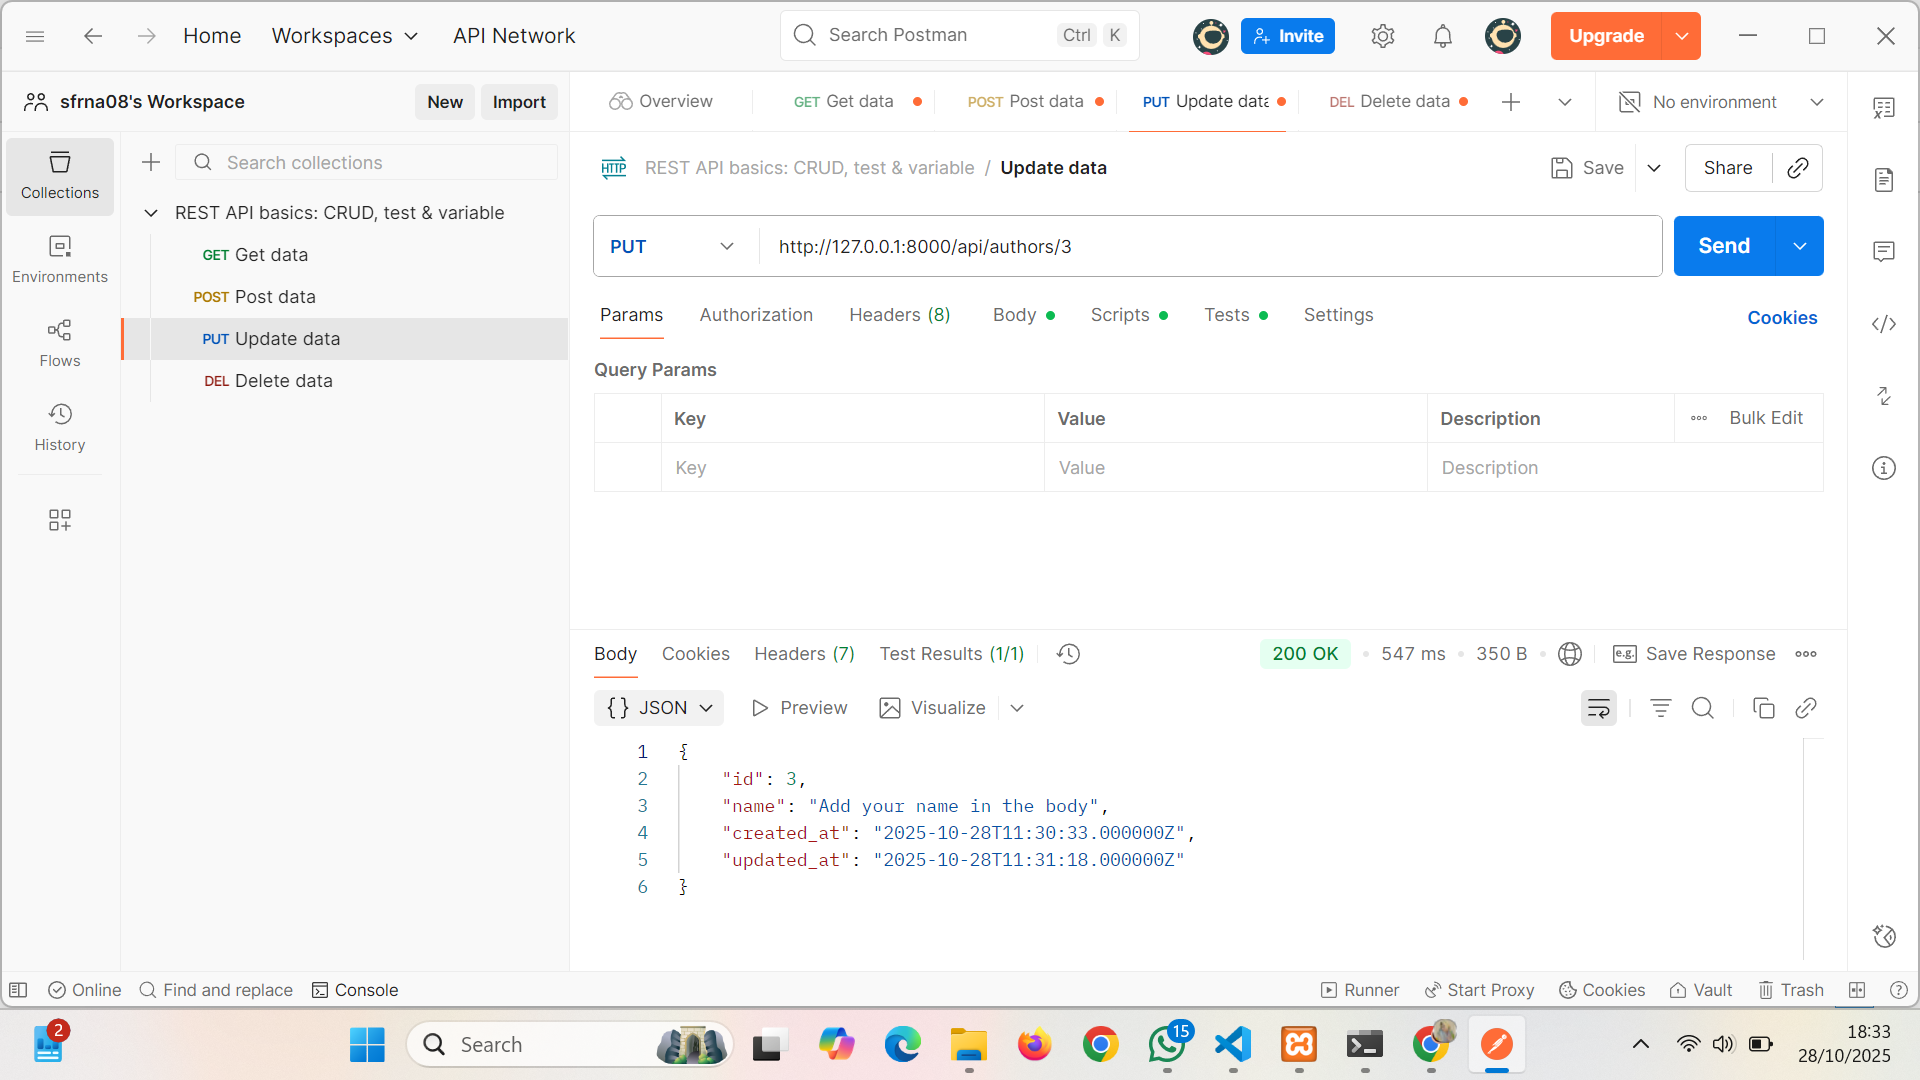 Home Workspaces API Network Search Postman Ctrl K Invite Upgrade
sfrna08's Workspace New Import Overview GET Get data POST Post data PUT Update data DEL Delete data No environment
Collections
Search collections
HTTP REST API basics: CRUD, test & variable / Update data Save Share
REST API basics: CRUD, test & variable
Environments
GET Get data
POST Post data
PUT Update data
DEL Delete data
Flows
History
PUT http://127.0.0.1:8000/api/authors/3 Send
Params Authorization Headers (8) Body Scripts Tests Settings Cookies
Query Params
Key Value Description Bulk Edit
Key Value Description
Body Cookies Headers (7) Test Results (1/1) 200 OK 547 ms 350 B e.g. Save Response
{} JSON Preview Visualize
1 {
2 "id": 3,
3 "name": "Add your name in the body",
4 "created_at": "2025-10-28T11:30:33.000000Z",
5 "updated_at": "2025-10-28T11:31:18.000000Z"
6 }
Online Find and replace Console Runner Start Proxy Cookies Vault Trash
2 Search 15 18:33
28/10/2025